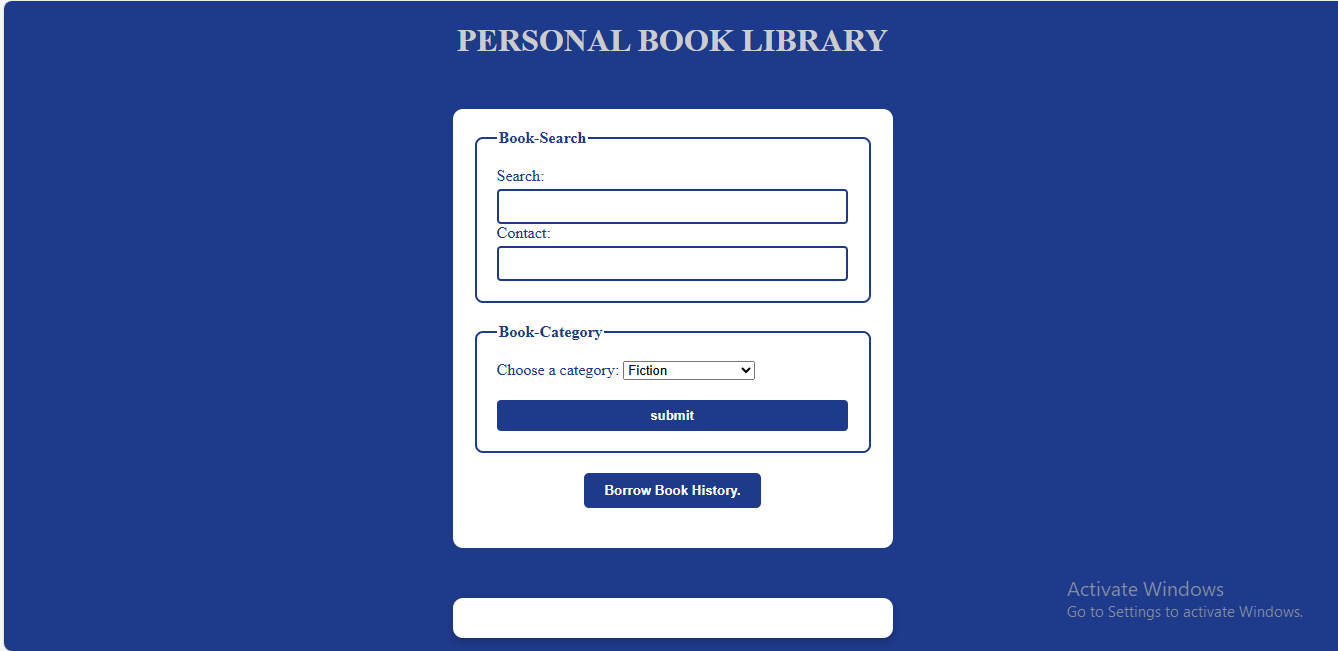 PERSONAL BOOK LIBRARY
Book-Search
Search:
Contact:
Book-Category
Choose a category: Fiction
submit
Borrow Book History.
Activate Windows
Go to Settings to activate Windows.